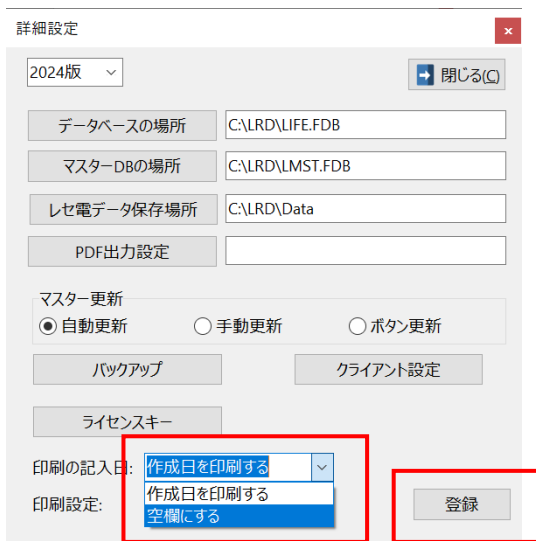 詳細設定
×
2024版
閉じる(C)
データベースの場所 C:\LRD\LIFE.FDB
マスターDBの場所 C:\LRD\LMST.FDB
レセ電データ保存場所 C:\LRD\Data
PDF出力設定
マスター更新
自動更新 手動更新 ボタン更新
バックアップ クライアント設定
ライセンスキー
印刷の記入日: 作成日を印刷する
作成日を印刷する
印刷設定: 空欄にする
登録